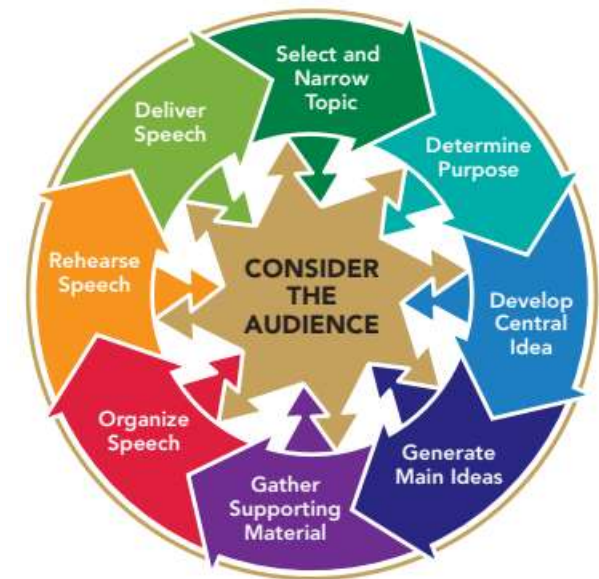 Select and
Narrow
Topic
Determine
Purpose
Develop
Central
Idea
Generate
Main Ideas
Gather
Supporting
Material
Organize
Speech
Rehearse
Speech
Deliver
Speech
CONSIDER
THE
AUDIENCE